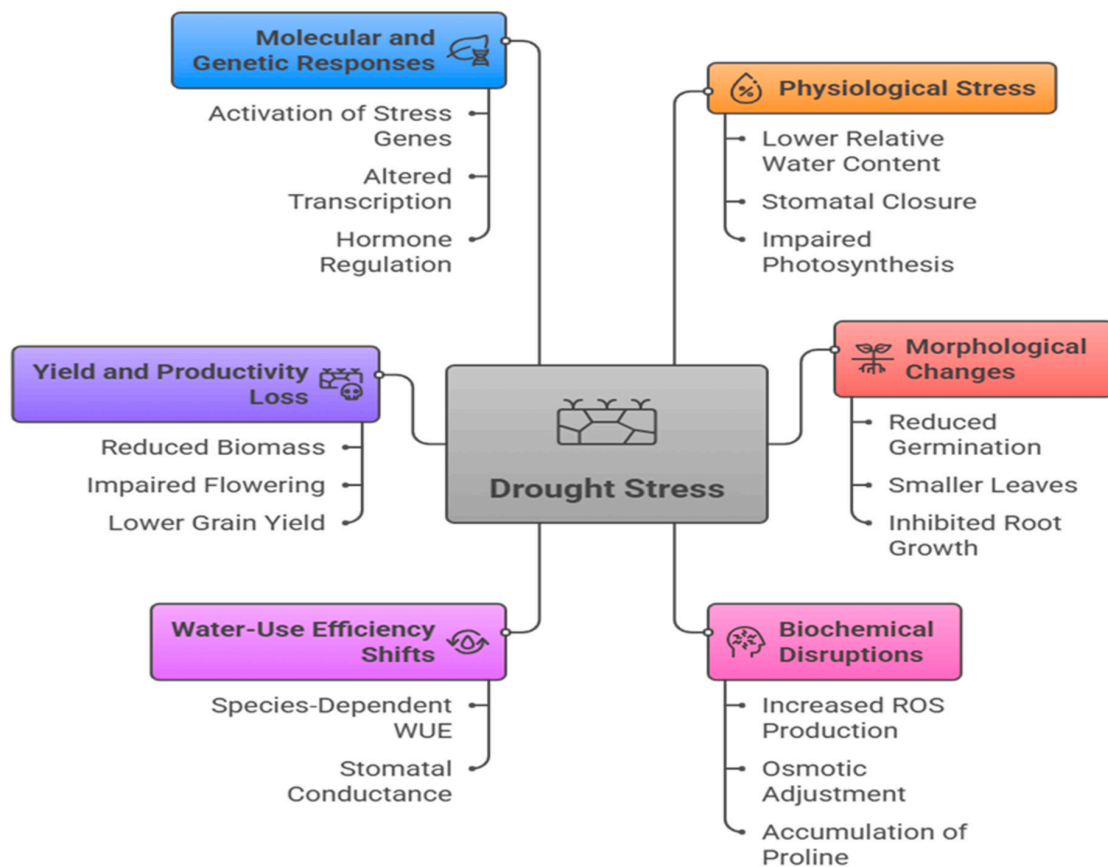 Molecular and
Genetic Responses
Activation of Stress
Genes
Altered
Transcription
Hormone
Regulation
Physiological Stress
Lower Relative
Water Content
Stomatal Closure
Impaired
Photosynthesis
Yield and Productivity
Loss
Reduced Biomass
Impaired Flowering
Lower Grain Yield
Drought Stress
Morphological
Changes
Reduced
Germination
Smaller Leaves
Inhibited Root
Growth
Water-Use Efficiency
Shifts
Species-Dependent
WUE
Stomatal
Conductance
Biochemical
Disruptions
Increased ROS
Production
Osmotic
Adjustment
Accumulation of
Proline